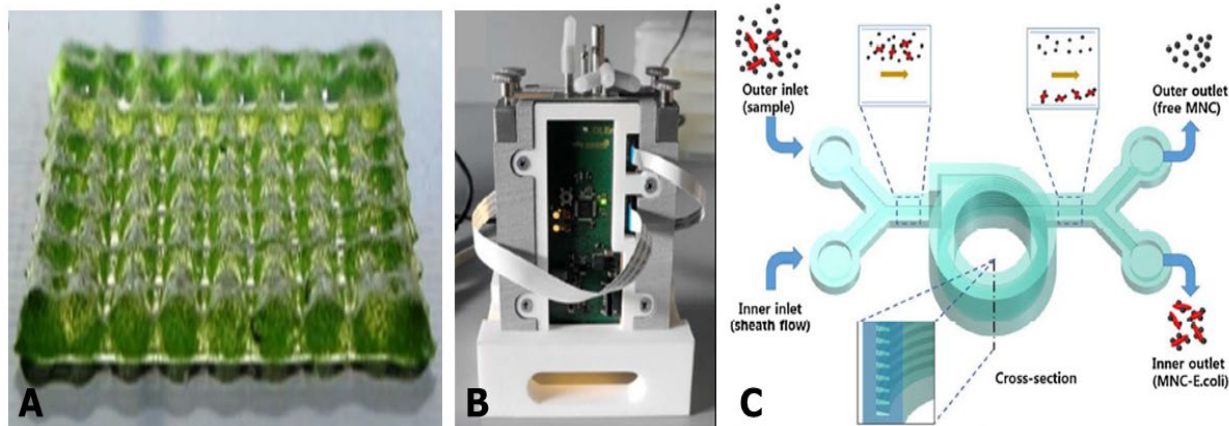 Outer inlet
(sample)
Outer outlet
(free MNC)
Inner inlet
(sheath flow)
Cross-section
Inner outlet
(MNC-E.coli)
A
B
C